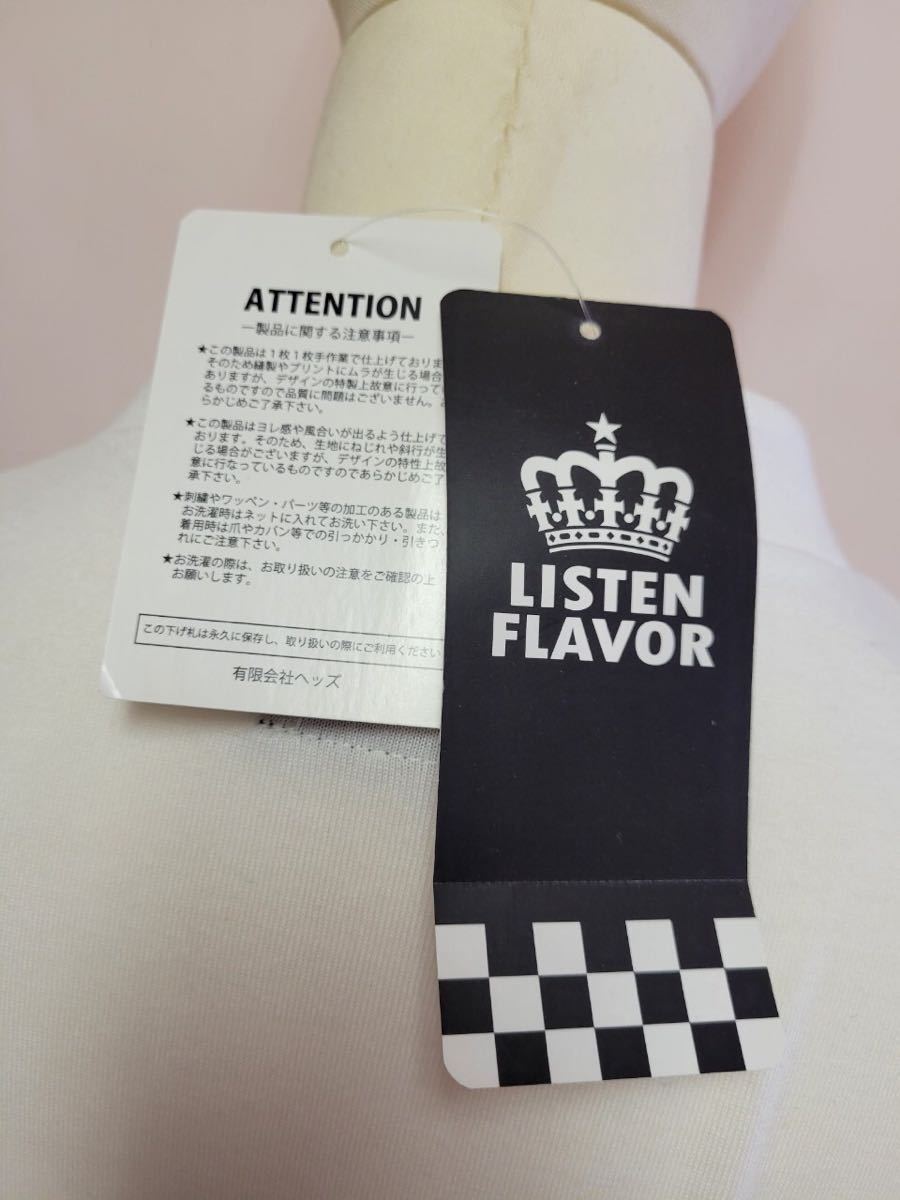 ATTENTION
ー製品に関する注意事項ー
★この製品は1枚1枚手作業で仕上げておりま
そのため縫製やプリントにムラが生じる場合
ありますが、デザインの特製上故意に行って
るものですので品質に問題はございません。
らかじめご了承下さい。
★この製品はヨレ感や風合いが出るよう仕上げて
おります。そのため、生地にねじれや斜行が生
じる場合がございますが、デザインの特性上故
意に行なっているものですのであらかじめご了
承下さい。
★刺繍やワッペン・パーツ等の加工のある製品は
お洗濯時はネットに入れてお洗い下さい。また、
着用時は爪やカバン等での引っかかり・引きつ
れにご注意下さい。
★お洗濯の際は、お取り扱いの注意をご確認の上
お願いします。
この下げ札は永久に保存し、取り扱いの際にご利用ください
有限会社ヘッズ
LISTEN
FLAVOR